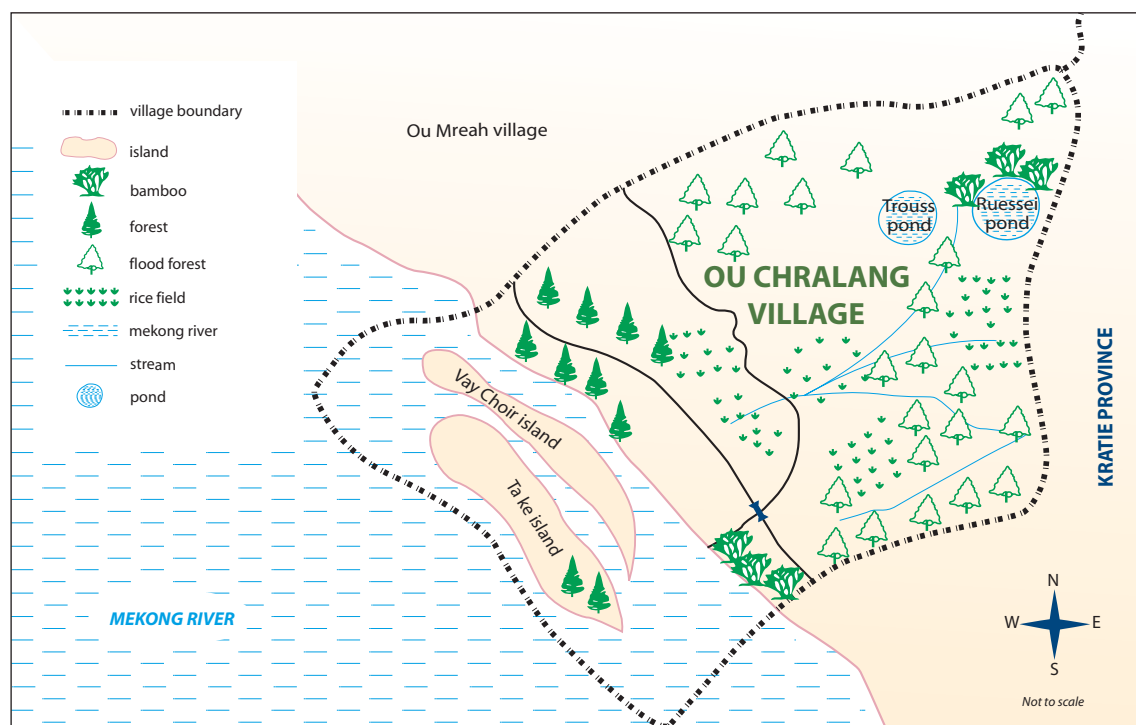 village boundary
island
bamboo
forest
flood forest
rice field
mekong river
stream
pond
Ou Mreah village
Trouss
pond
Ruessei
pond
OU CHRALANG
VILLAGE
Vay Choir island
Ta ke island
KRATIE PROVINCE
MEKONG RIVER
N
W
E
S
Not to scale